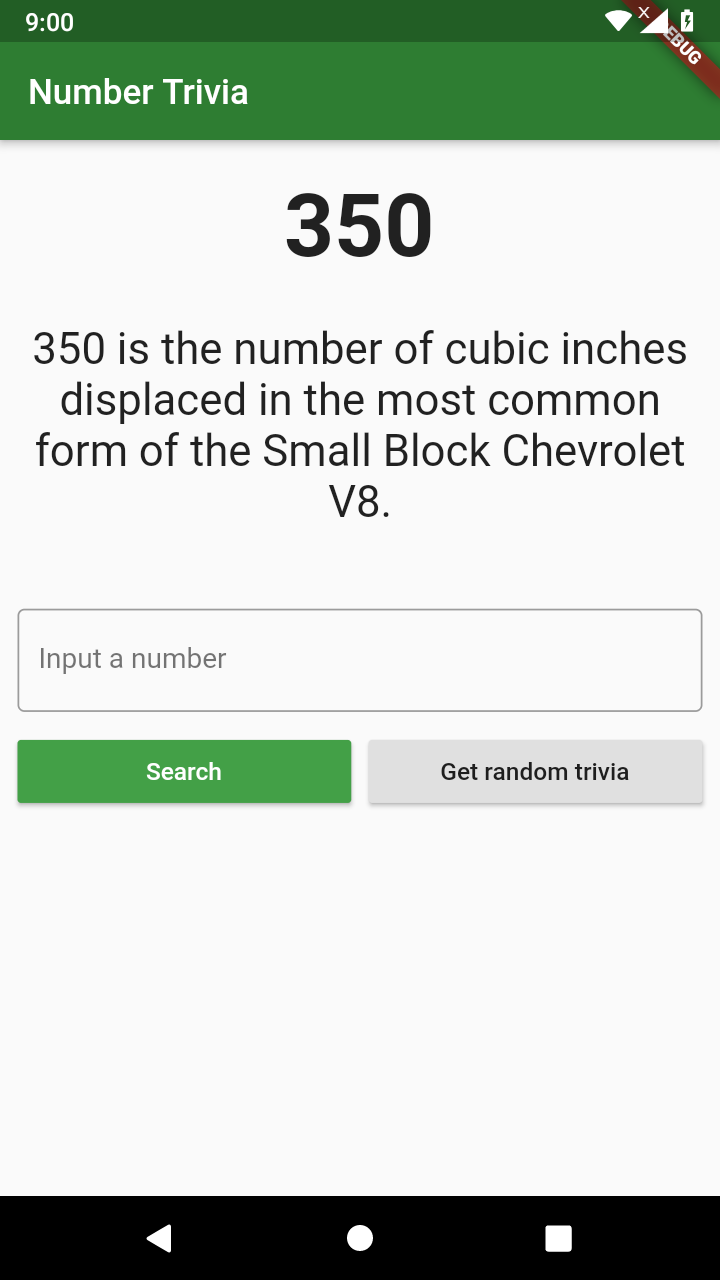 9:00
X
EBUG
Number Trivia
350
350 is the number of cubic inches
displaced in the most common
form of the Small Block Chevrolet
V8.
Input a number
Search
Get random trivia